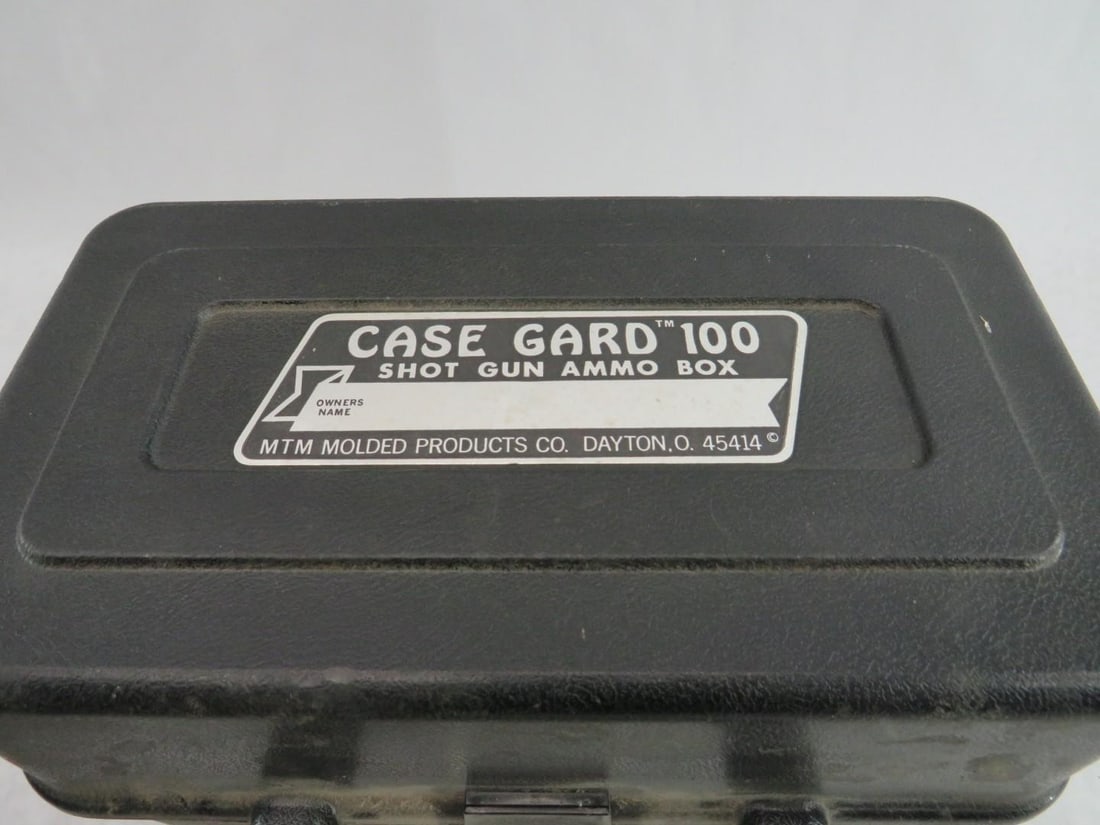 CASE GARD™ 100
SHOT GUN AMMO BOX
OWNERS
NAME
MTM MOLDED PRODUCTS CO. DAYTON, O. 45414©